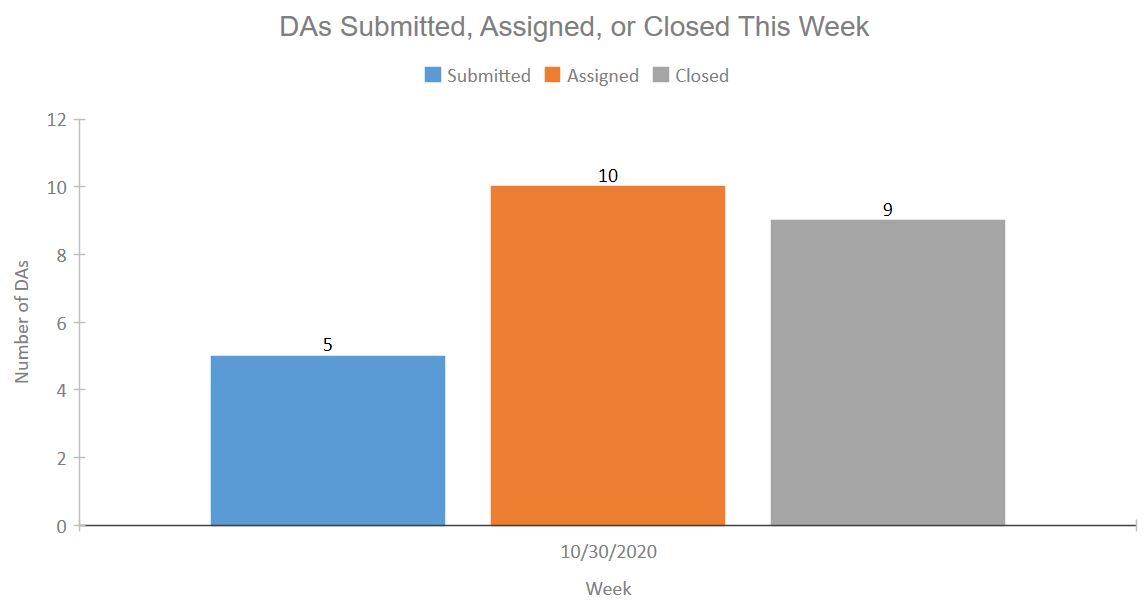 DAs Submitted, Assigned, or Closed This Week
Submitted Assigned Closed
12
10
8
6
4
2
0
Number of DAs
5
10
9
10/30/2020
Week